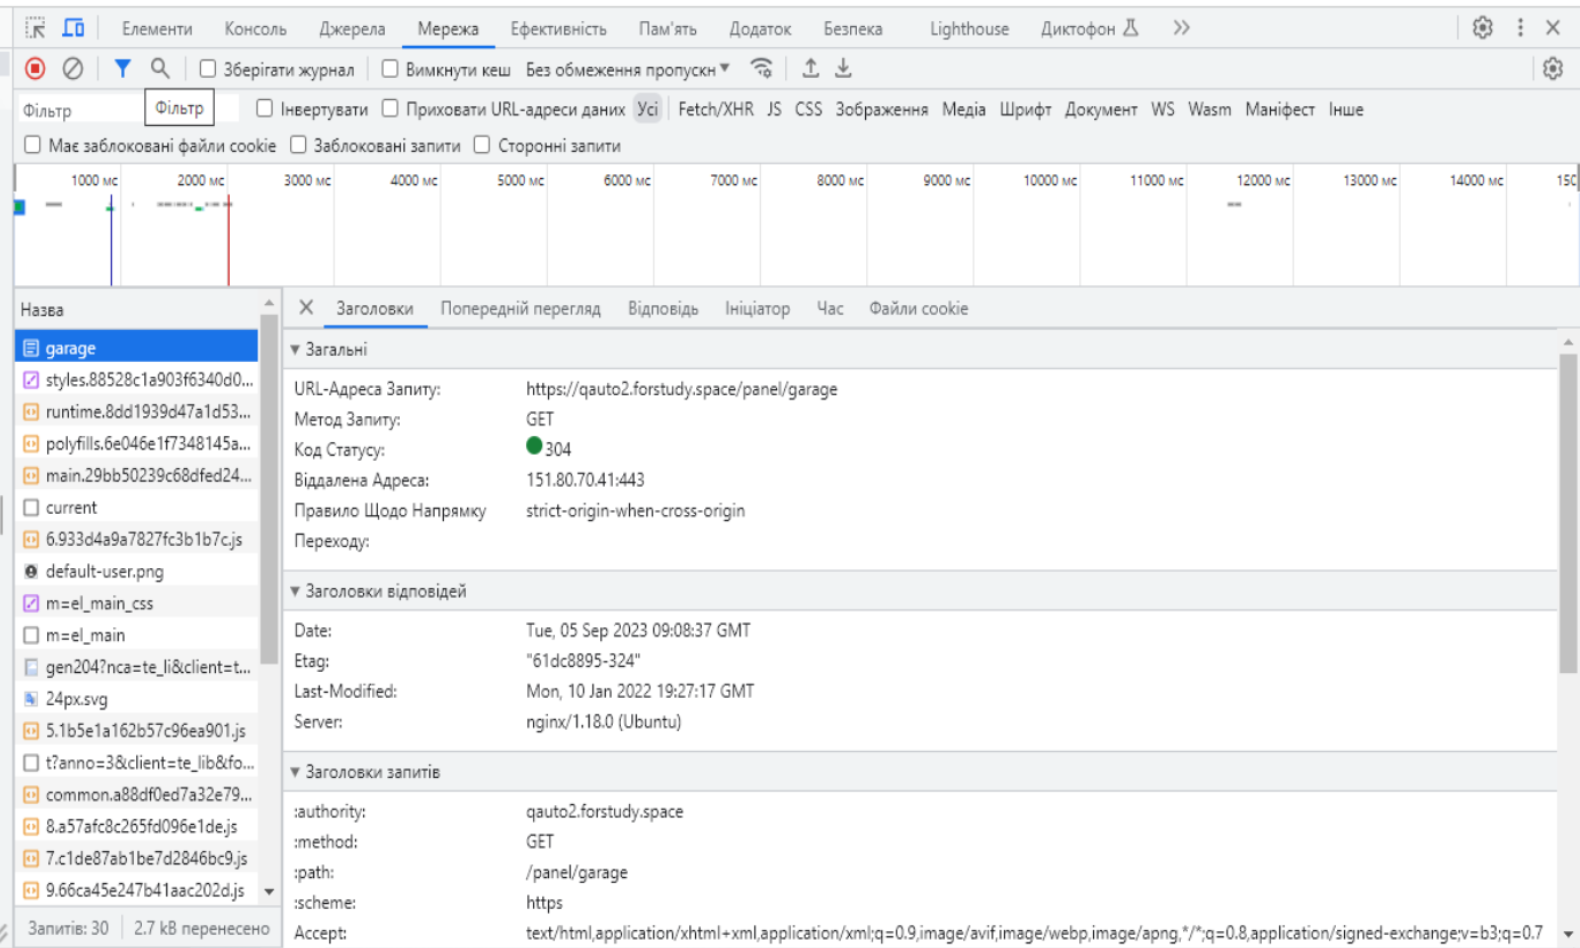 Елементи Консоль Джерела Мережа Ефективність Пам'ять Додаток Безпека Lighthouse Диктофон
Зберігати журнал Вимкнути кеш Без обмеження пропускн
Фільтр Фільтр Інвертувати Приховати URL-адреси даних Усі Fetch/XHR JS CSS Зображення Медіа Шрифт Документ WS Wasm Маніфест Інше
Має заблоковані файли cookie Заблоковані запити Сторонні запити
1000 мс 2000 мс 3000 мс 4000 мс 5000 мс 6000 мс 7000 мс 8000 мс 9000 мс 10000 мс 11000 мс 12000 мс 13000 мс 14000 мс 150
Назва
garage
styles.88528c1a903f6340d0...
runtime.8dd1939d47a1d53...
polyfills.6e046e1f7348145a...
main.29bb50239c68dfed24...
current
6.933d4a9a7827fc3b1b7c.js
default-user.png
m=el_main_css
m=el_main
gen204?nca=te_li&client=t...
24px.svg
5.1b5e1a162b57c96ea901.js
t?anno=3&client=te_lib&fo...
common.a88df0ed7a32e79...
8.a57afc8c265fd096e1de.js
7.c1de87ab1be7d2846bc9.js
9.66ca45e247b41aac202d.js
Запитів: 30 2.7 kB перенесено
Заголовки Попередній перегляд Відповідь Ініціатор Час Файли cookie
Загальні
URL-Адреса Запиту: https://qauto2.forstudy.space/panel/garage
Метод Запиту: GET
Код Статусу: 304
Віддалена Адреса: 151.80.70.41:443
Правило Щодо Напрямку strict-origin-when-cross-origin
Переходу:
Заголовки відповідей
Date: Tue, 05 Sep 2023 09:08:37 GMT
Etag: "61dc8895-324"
Last-Modified: Mon, 10 Jan 2022 19:27:17 GMT
Server: nginx/1.18.0 (Ubuntu)
Заголовки запитів
:authority: qauto2.forstudy.space
:method: GET
:path: /panel/garage
:scheme: https
Accept: text/html,application/xhtml+xml,application/xml;q=0.9,image/avif,image/webp,image/apng,*/*;q=0.8,application/signed-exchange;v=b3;q=0.7